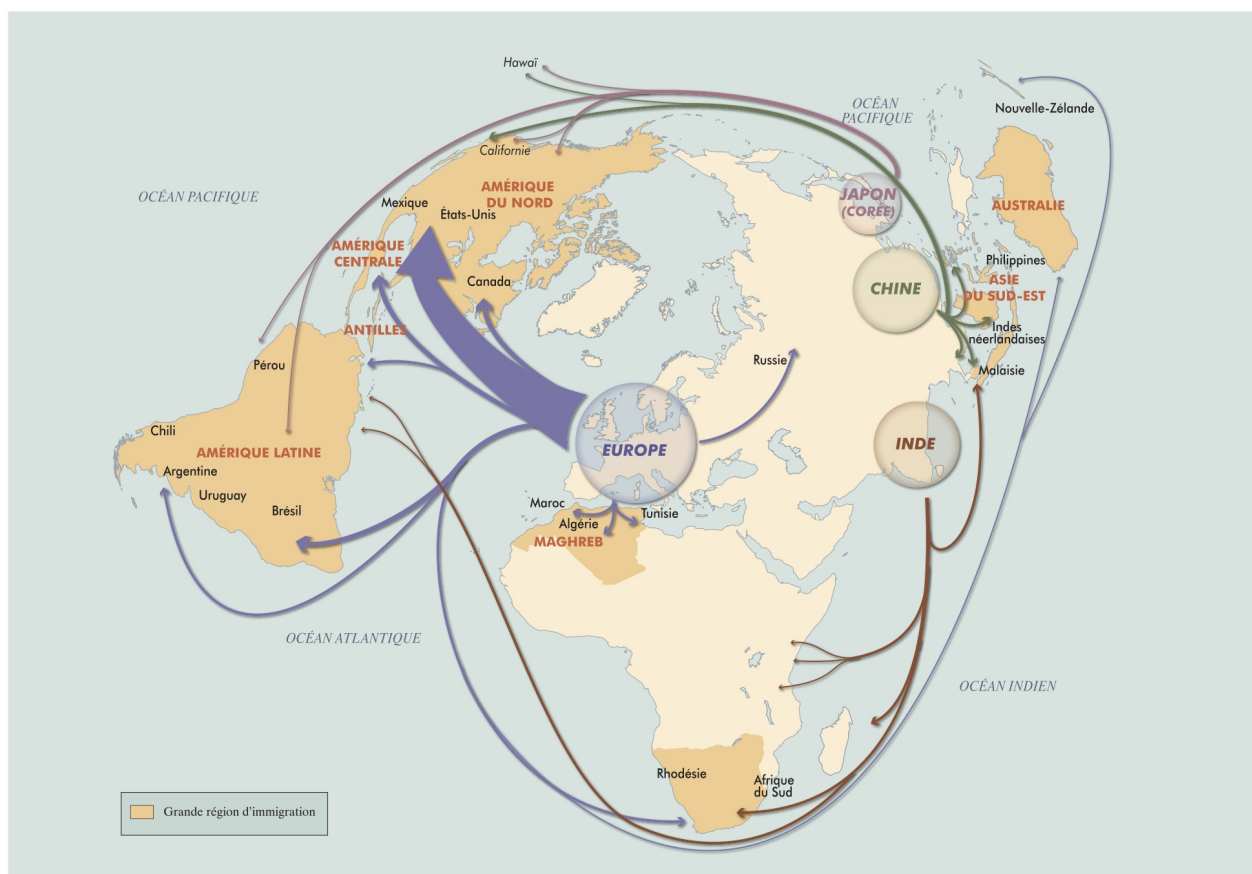 Hawaï
OCÉAN
PACIFIQUE
Nouvelle-Zélande
Californie
OCÉAN PACIFIQUE
AMÉRIQUE
DU NORD
Mexique
États-Unis
JAPON
(CORÉE)
AUSTRALIE
AMÉRIQUE
CENTRALE
Philippines
Canada
CHINE
ASIE
DU SUD-EST
ANTILLES
Indes
néerlandaises
Pérou
Russie
Malaisie
Chili
AMÉRIQUE LATINE
EUROPE
INDE
Argentine
Uruguay
Brésil
Maroc
Algérie
Tunisie
MAGHREB
OCÉAN ATLANTIQUE
OCÉAN INDIEN
Rhodésie
Afrique
du Sud
Grande région d'immigration